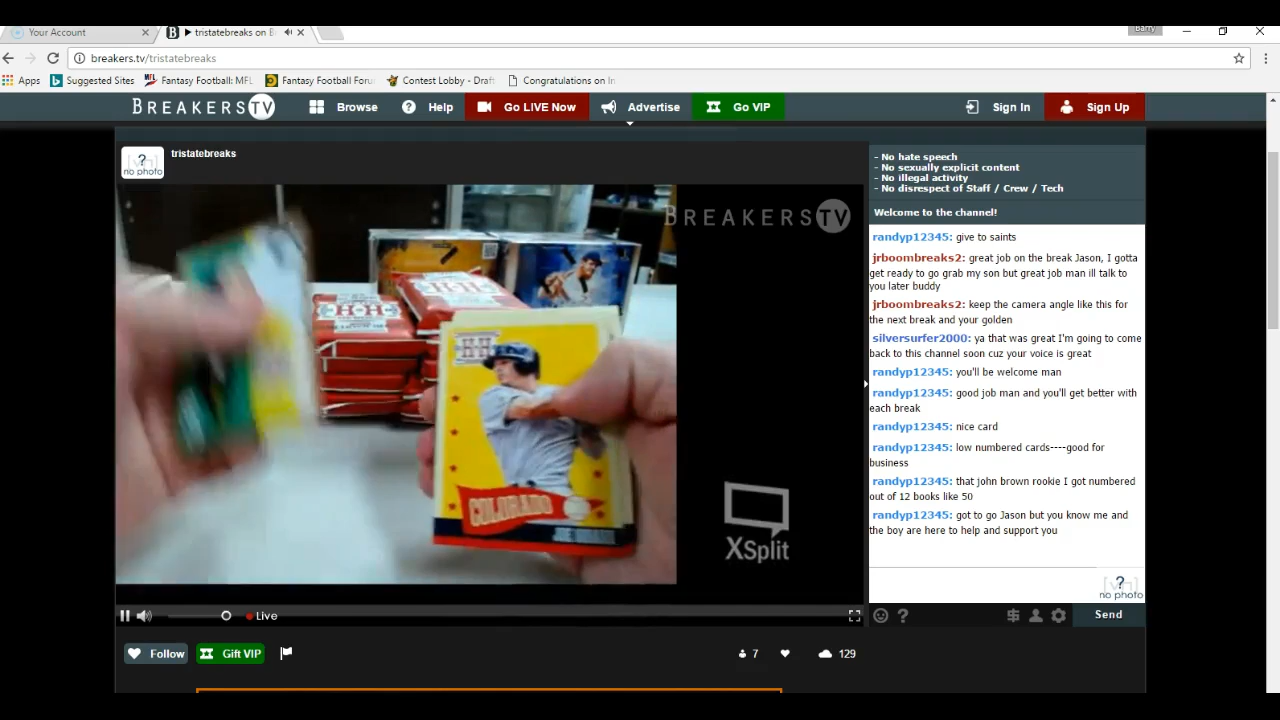 Your Account
tristatebreaks on B
Barry
breakers.tv/tristatebreaks
Apps
Suggested Sites
Fantasy Football: MFL
Fantasy Football Foru
Contest Lobby - Draft
Congratulations on In
BREAKERSTV
Browse
Help
Go LIVE Now
Advertise
Go VIP
Sign In
Sign Up
? no photo
tristatebreaks
BREAKERSTV
H H
H H
HH
COLORADO
XSplit
- No hate speech
- No sexually explicit content
- No illegal activity
- No disrespect of Staff / Crew / Tech
Welcome to the channel!
randyp12345: give to saints
jrboombreaks2: great job on the break Jason, I gotta
get ready to go grab my son but great job man ill talk to
you later buddy
jrboombreaks2: keep the camera angle like this for
the next break and your golden
silversurfer2000: ya that was great I'm going to come
back to this channel soon cuz your voice is great
randyp12345: you'll be welcome man
randyp12345: good job man and you'll get better with
each break
randyp12345: nice card
randyp12345: low numbered cards----good for
business
randyp12345: that john brown rookie I got numbered
out of 12 books like 50
randyp12345: got to go Jason but you know me and
the boy are here to help and support you
? no photo
Live
Send
Follow
Gift VIP
7
129